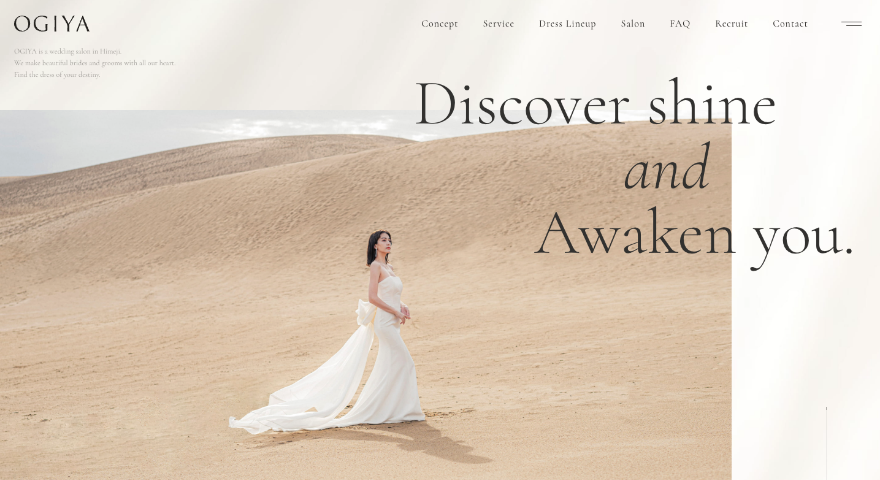 OGIYA
Concept Service Dress Lineup Salon FAQ Recruit Contact
OGIYA is a wedding salon in Himeji.
We make beautiful brides and grooms with all our heart.
Find the dress of your destiny.
Discover shine
and
Awaken you.